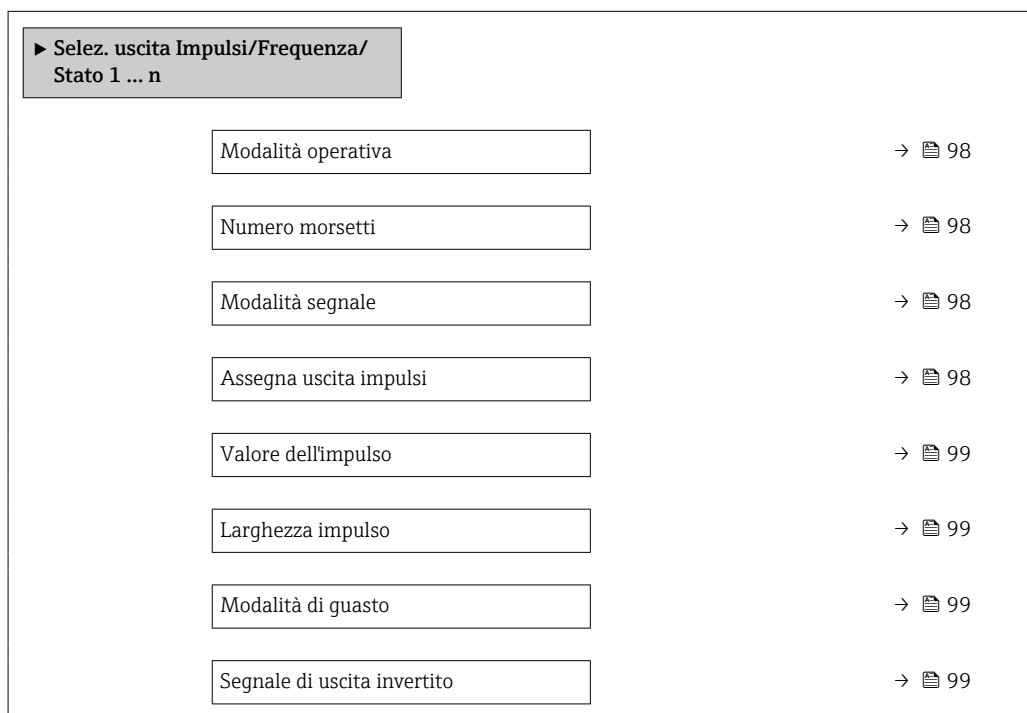 ▶ Selez. uscita Impulsi/Frequenza/
Stato 1 ... n
Modalità operativa → 98
Numero morsetti → 98
Modalità segnale → 98
Assegna uscita impulsi → 98
Valore dell'impulso → 99
Larghezza impulso → 99
Modalità di guasto → 99
Segnale di uscita invertito → 99